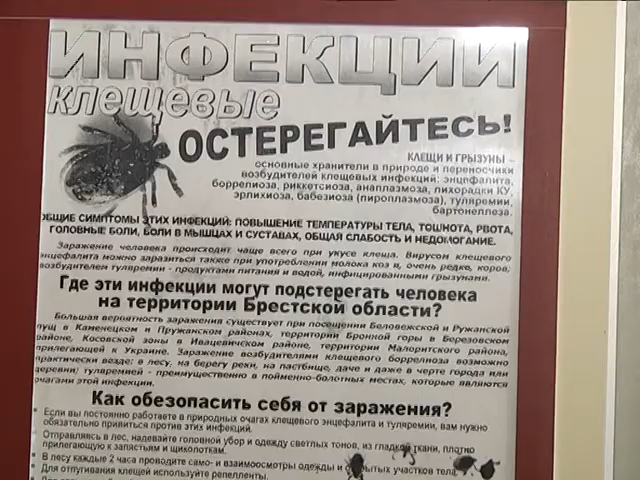 ИНФЕКЦИИ
клещевые
ОСТЕРЕГАЙТЕСЬ!
КЛЕЩИ И ГРЫЗУНЫ –
основные хранители в природе и переносчики
возбудителей клещевых инфекций: энцефалита,
боррелиоза, риккетсиоза, анаплазмоза, лихорадки КУ,
эрлихиоза, бабезиоза (пироплазмоза), туляремии,
бартонеллеза.
ОБЩИЕ СИМПТОМЫ ЭТИХ ИНФЕКЦИЙ: ПОВЫШЕНИЕ ТЕМПЕРАТУРЫ ТЕЛА, ТОШНОТА, РВОТА,
ГОЛОВНЫЕ БОЛИ, БОЛИ В МЫШЦАХ И СУСТАВАХ, ОБЩАЯ СЛАБОСТЬ И НЕДОМОГАНИЕ.
Заражение человека происходит чаще всего при укусе клеща. Вирусом клещевого
энцефалита можно заразиться также при употреблении молока коз и, очень редко, коров;
возбудителем туляремии - продуктами питания и водой, инфицированными грызунами.
Где эти инфекции могут подстерегать человека
на территории Брестской области?
Большая вероятность заражения существует при посещении Беловежской и Ружанской
пущ в Каменецком и Пружанском районах, территории Бронной горы в Березовском
районе, Косовской зоны в Ивацевичском районе, территории Малоритского района,
прилегающей к Украине. Заражение возбудителями клещевого боррелиоза возможно
практически везде: в лесу, на берегу реки, на пастбище, даче и даже в черте города или
деревни; туляремией - преимущественно в пойменно-болотных местах, которые являются
очагами этой инфекции.
Как обезопасить себя от заражения?
Если вы постоянно работаете в природных очагах клещевого энцефалита и туляремии, вам нужно
обязательно привиться против этих инфекций.
Отправляясь в лес, надевайте головной убор и одежду светлых тонов, из гладкой ткани, плотно
прилегающую к запястьям и щиколоткам.
В лесу каждые 2 часа проводите само- и взаимоосмотры одежды и открытых участков тела
Для отпугивания клещей используйте репелленты.